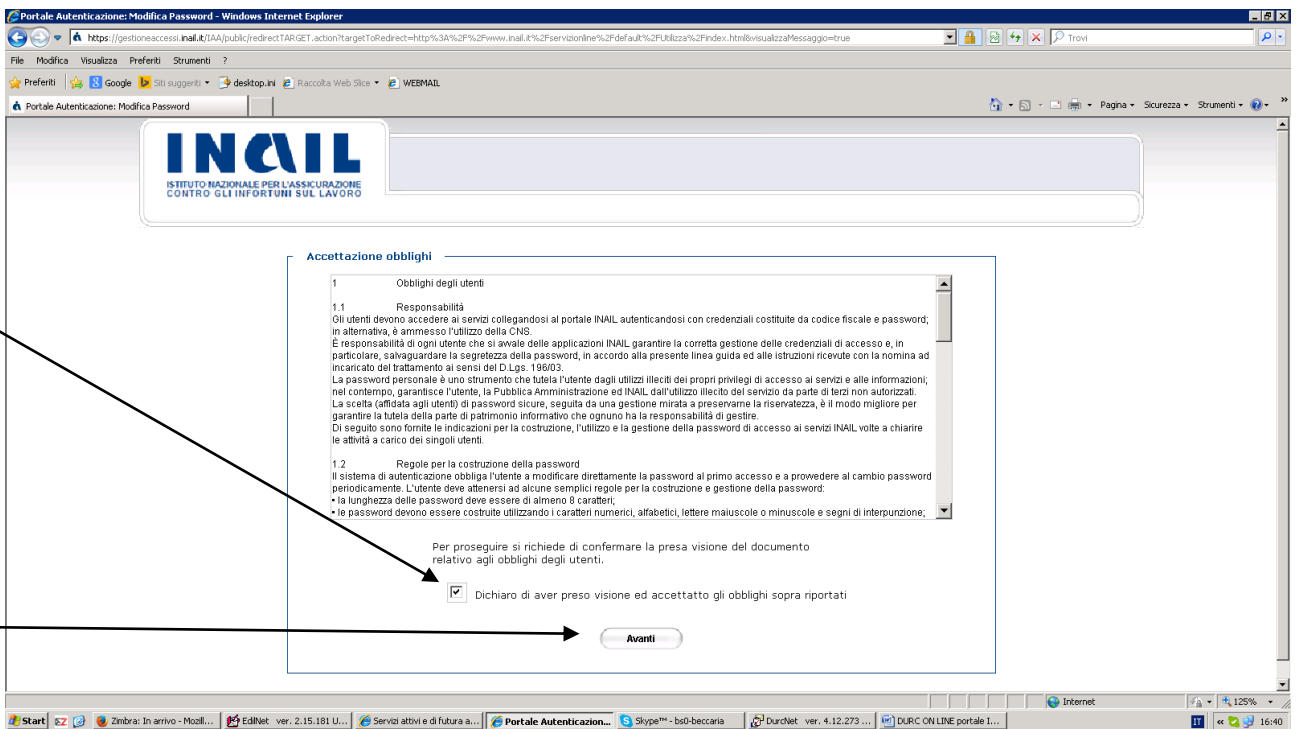 Portale Autenticazione: Modifica Password - Windows Internet Explorer
https://gestioneaccessi.inail.it/IAA/public/redirectTARGET.action?targetToRedirect=http%3A%2F%2Fwww.inail.it%2Fservizionline%2Fdefault%2FUtilizza%2Findex.html&visualizzaMessaggio=true
Trovi
File Modifica Visualizza Preferiti Strumenti ?
Preferiti Google Siti suggeriti desktop.ini Raccolta Web Slice WEBMAIL
Portale Autenticazione: Modifica Password
Pagina Sicurezza Strumenti »
INAIL
ISTITUTO NAZIONALE PER L'ASSICURAZIONE
CONTRO GLI INFORTUNI SUL LAVORO
Accettazione obblighi
1 Obblighi degli utenti
1.1 Responsabilità
Gli utenti devono accedere ai servizi collegandosi al portale INAIL autenticandosi con credenziali costituite da codice fiscale e password;
in alternativa, è ammesso l'utilizzo della CNS.
È responsabilità di ogni utente che si avvale delle applicazioni INAIL garantire la corretta gestione delle credenziali di accesso e, in
particolare, salvaguardare la segretezza della password, in accordo alla presente linea guida ed alle istruzioni ricevute con la nomina ad
incaricato del trattamento ai sensi del D.Lgs. 196/03.
La password personale è uno strumento che tutela l'utente dagli utilizzi illeciti dei propri privilegi di accesso ai servizi e alle informazioni;
nel contempo, garantisce l'utente, la Pubblica Amministrazione ed INAIL dall'utilizzo illecito del servizio da parte di terzi non autorizzati.
La scelta (affidata agli utenti) di password sicure, seguita da una gestione mirata a preservarne la riservatezza, è il modo migliore per
garantire la tutela della parte di patrimonio informativo che ognuno ha la responsabilità di gestire.
Di seguito sono fornite le indicazioni per la costruzione, l'utilizzo e la gestione della password di accesso ai servizi INAIL volte a chiarire
le attività a carico dei singoli utenti.
1.2 Regole per la costruzione della password
Il sistema di autenticazione obbliga l'utente a modificare direttamente la password al primo accesso e a provvedere al cambio password
periodicamente. L'utente deve attenersi ad alcune semplici regole per la costruzione e gestione della password:
• la lunghezza delle password deve essere di almeno 8 caratteri;
• le password devono essere costruite utilizzando i caratteri numerici, alfabetici, lettere maiuscole o minuscole e segni di interpunzione;
Per proseguire si richiede di confermare la presa visione del documento
relativo agli obblighi degli utenti.
Dichiaro di aver preso visione ed accettatto gli obblighi sopra riportati
Avanti
Internet 125%
Start Zimbra: In arrivo - Mozill... EdilNet ver. 2.15.181 U... Servizi attivi e di futura a... Portale Autenticazion... Skype™ - bs0-beccaria DurcNet ver. 4.12.273 ... DURC ON LINE portale I... IT « 16:40